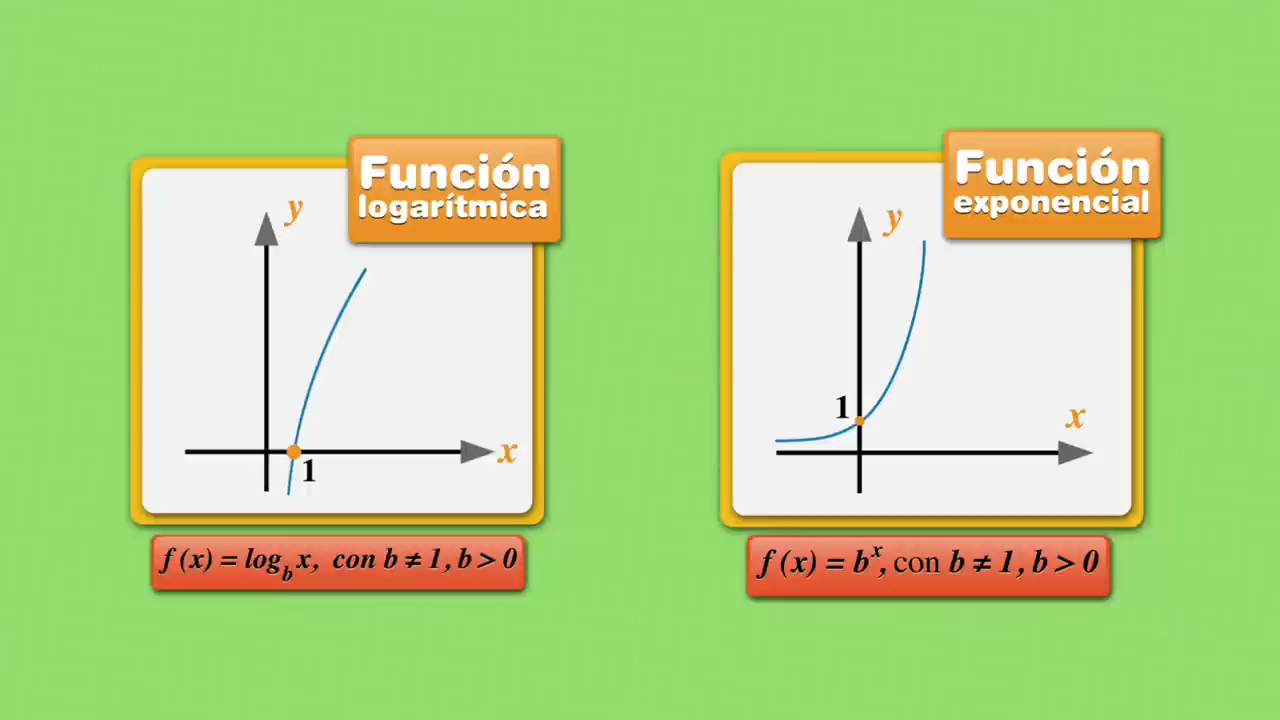 Función
logarítmica
y
x
1
f (x) = log_b x, con b ≠ 1, b > 0
Función
exponencial
y
1
x
f (x) = b^x, con b ≠ 1, b > 0